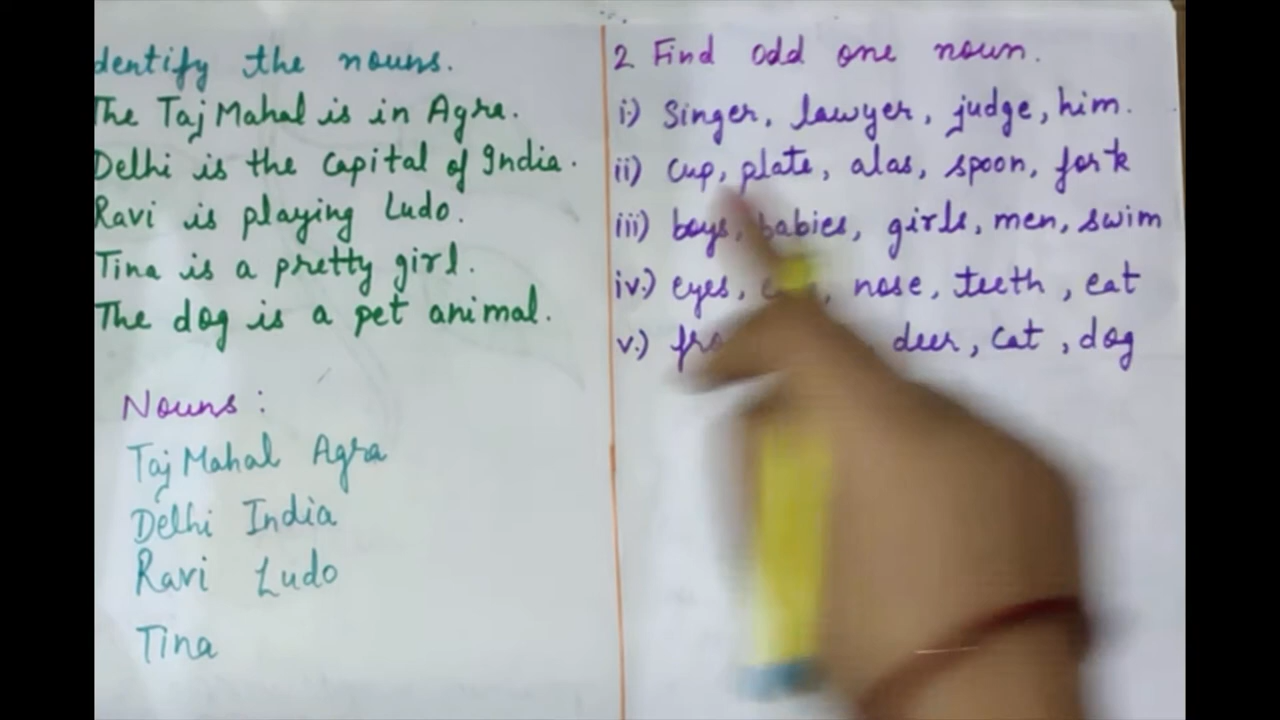 dentify the nouns.
The Taj Mahal is in Agra.
Delhi is the capital of India.
Ravi is playing Ludo.
Tina is a pretty girl.
The dog is a pet animal.
Nouns:
Taj Mahal Agra
Delhi India
Ravi Ludo
Tina
2 Find odd one noun.
i) Singer, lawyer, judge, him.
ii) Cup, plate, alas, spoon, fork
iii) boys, babies, girls, men, swim
iv.) eyes, nose, teeth, eat
v.) deer, cat, dog